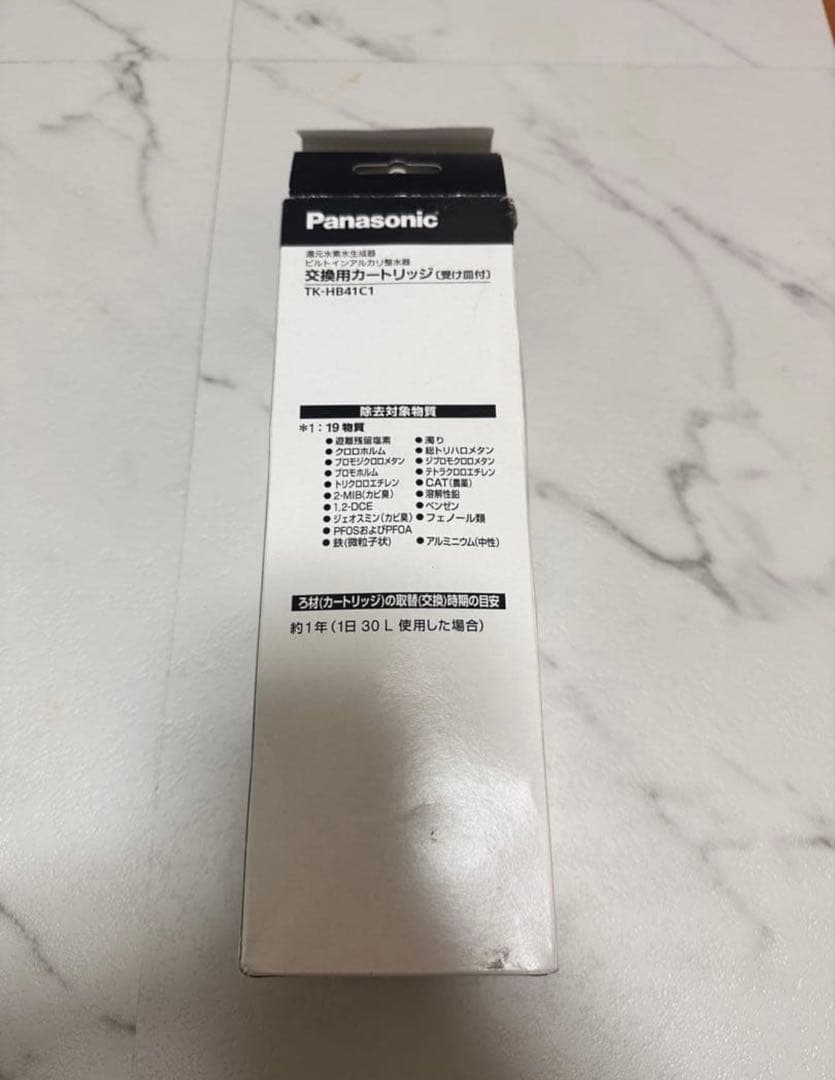 Panasonic
還元水素水生成器
ビルトインアルカリ整水器
交換用カートリッジ〔受け皿付〕
TK-HB41C1
除去対象物質
*1：19物質
●遊離残留塩素 ●濁り
●クロロホルム ●総トリハロメタン
●ブロモジクロロメタン ●ジブロモクロロメタン
●ブロモホルム ●テトラクロロエチレン
●トリクロロエチレン ●CAT(農薬)
●2-MIB(カビ臭) ●溶解性鉛
●1,2-DCE ●ベンゼン
●ジェオスミン(カビ臭) ●フェノール類
●PFOSおよびPFOA
●鉄(微粒子状) ●アルミニウム(中性)
ろ材(カートリッジ)の取替(交換)時期の目安
約1年(1日 30 L 使用した場合)